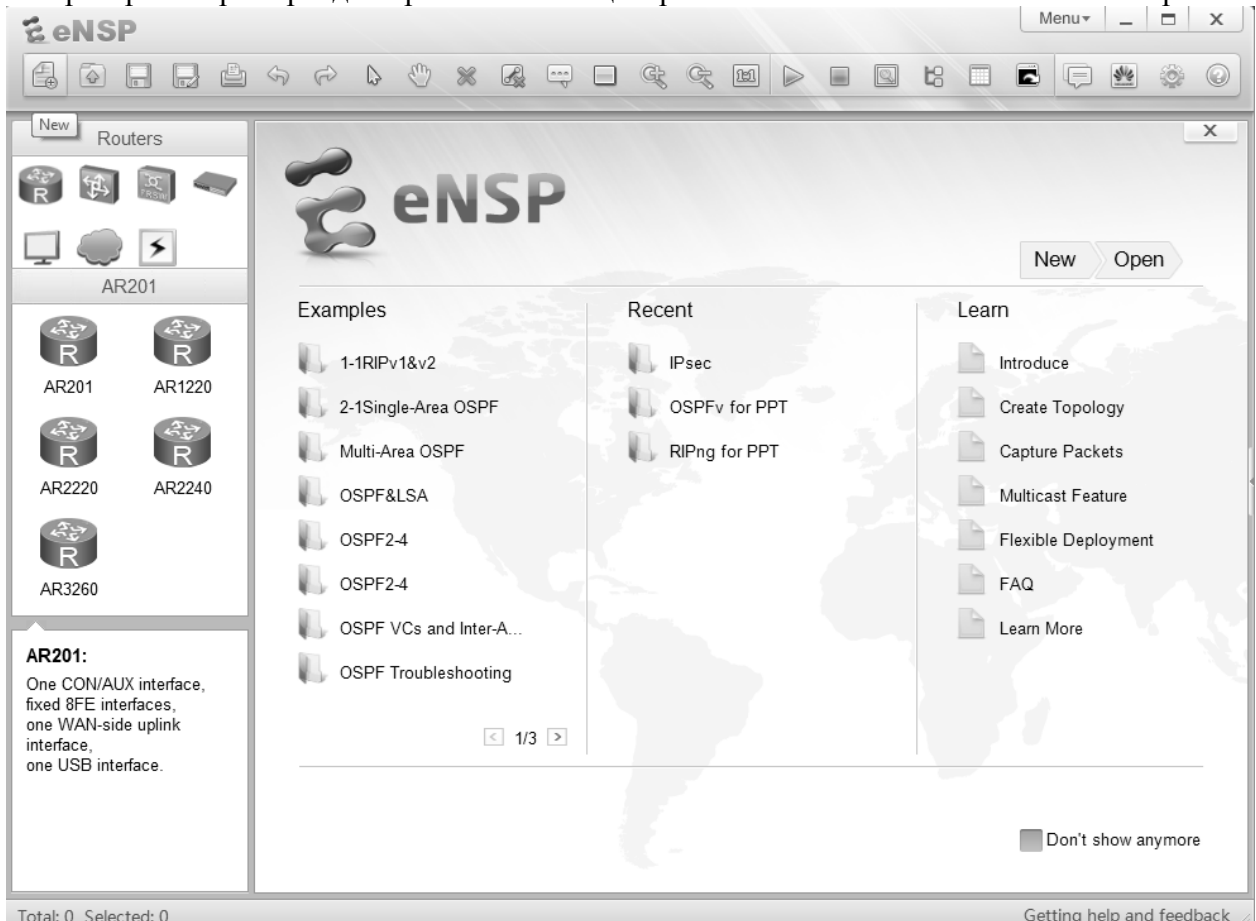 eNSP
Menu
New
Routers
R
FRSW
1:1
AR201
R
R
AR201
AR1220
R
R
AR2220
AR2240
R
AR3260
AR201:
One CON/AUX interface,
fixed 8FE interfaces,
one WAN-side uplink
interface,
one USB interface.
eNSP
New
Open
Examples
1-1RIPv1&v2
2-1Single-Area OSPF
Multi-Area OSPF
OSPF&LSA
OSPF2-4
OSPF2-4
OSPF VCs and Inter-A...
OSPF Troubleshooting
1/3
Recent
IPsec
OSPFv for PPT
RIPng for PPT
Learn
Introduce
Create Topology
Capture Packets
Multicast Feature
Flexible Deployment
FAQ
Learn More
Don't show anymore
Total: 0 Selected: 0
Getting help and feedback